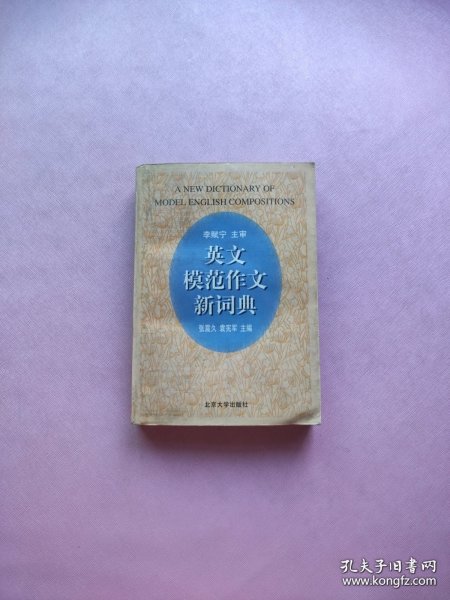 A NEW DICTIONARY OF
MODEL ENGLISH COMPOSITIONS
李赋宁 主审
英文
模范作文
新词典
张震久 袁宪军 主编
北京大学出版社
孔夫子旧书网
www.kongfz.com